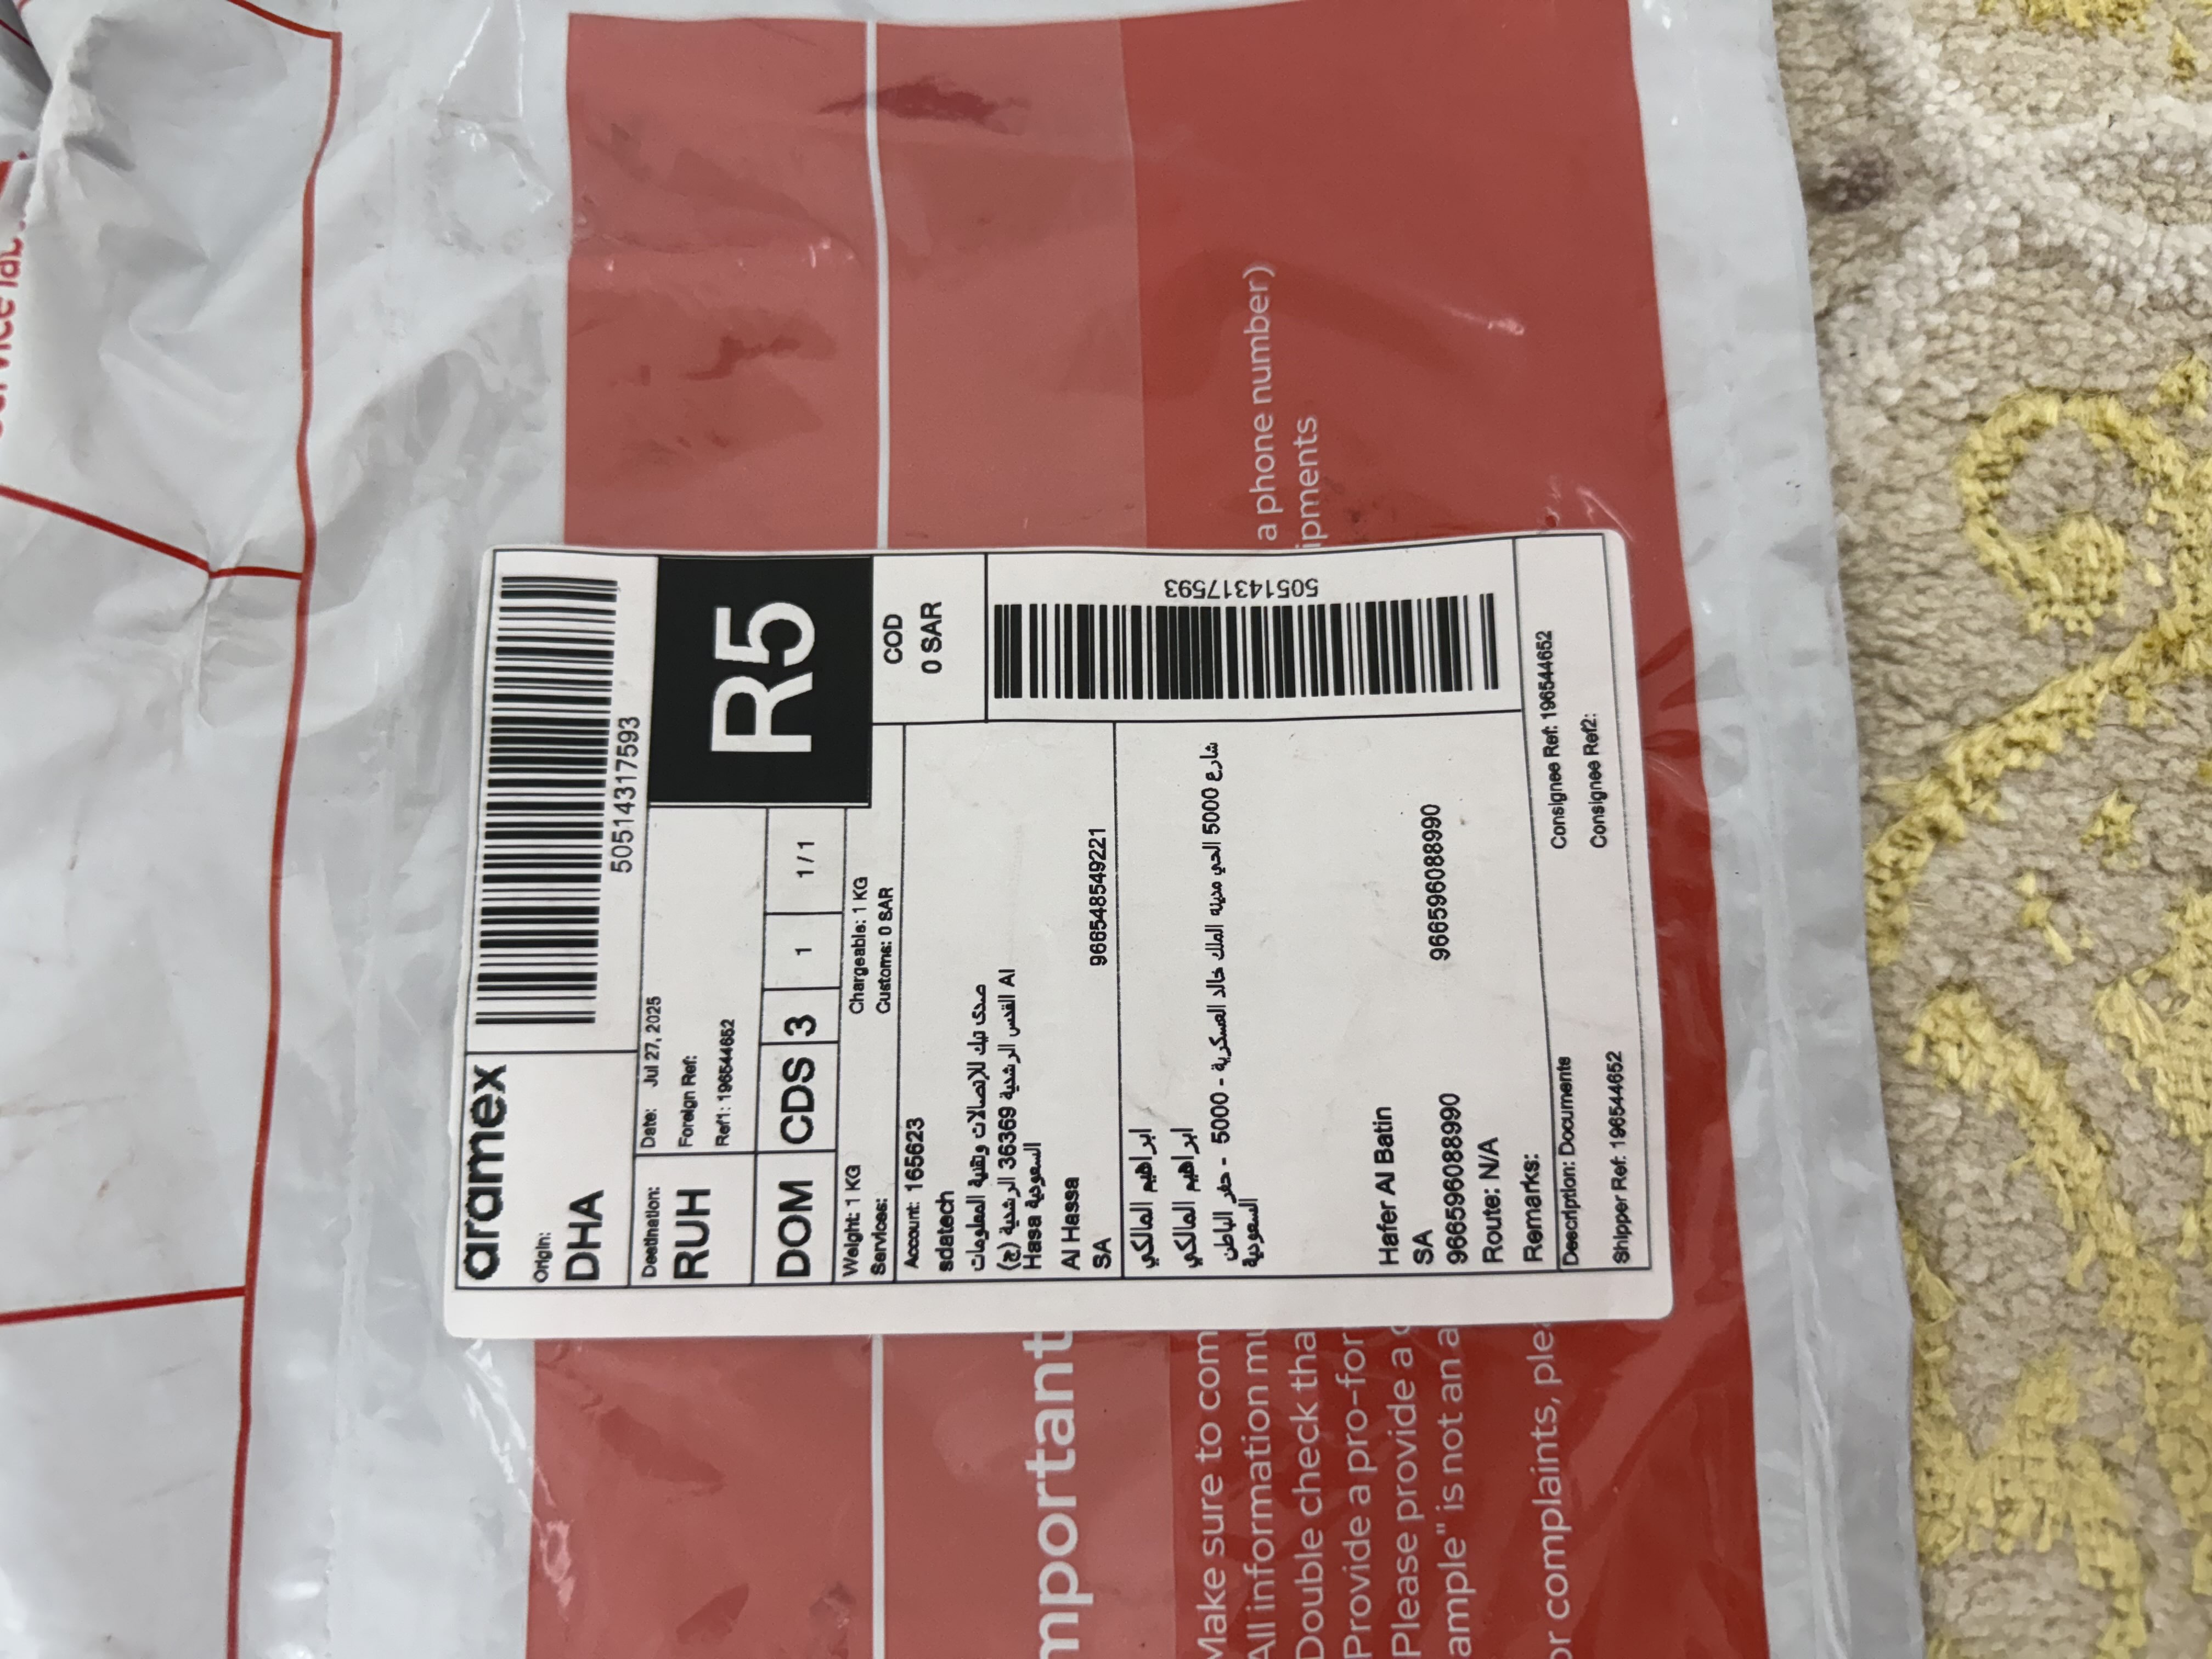 aramex
50514317593
Origin:
DHA
Destination:
RUH
Date: Jul 27, 2025
Foreign Ref:
Ref1: 196544652
R5
DOM CDS 3 1 1/1
Weight: 1 KG Chargeable: 1 KG
Services: Customs: 0 SAR
COD
0 SAR
Account: 165623
sdatech
صدى تيك للإتصالات وتقنية المعلومات
القدس الرشدية 36369 الرشدية (ج) Al
Hasa السعودية
Al Hassa
SA 966548549221
50514317593
ابراهيم المالكي
ابراهيم المالكي
شارع 5000 الحي مدينه الملك خالد العسكرية - 5000 - حفر الباطن
السعودية
Hafer Al Batin
SA
966596088990 966596088990
Route: N/A
Remarks:
Description: Documents
Shipper Ref: 196544652
Consignee Ref: 196544652
Consignee Ref2:
mportant
Make sure to com
All information mu
Double check tha
Provide a pro-for
Please provide a
ample" is not an a
or complaints, ple
a phone number)
ipments